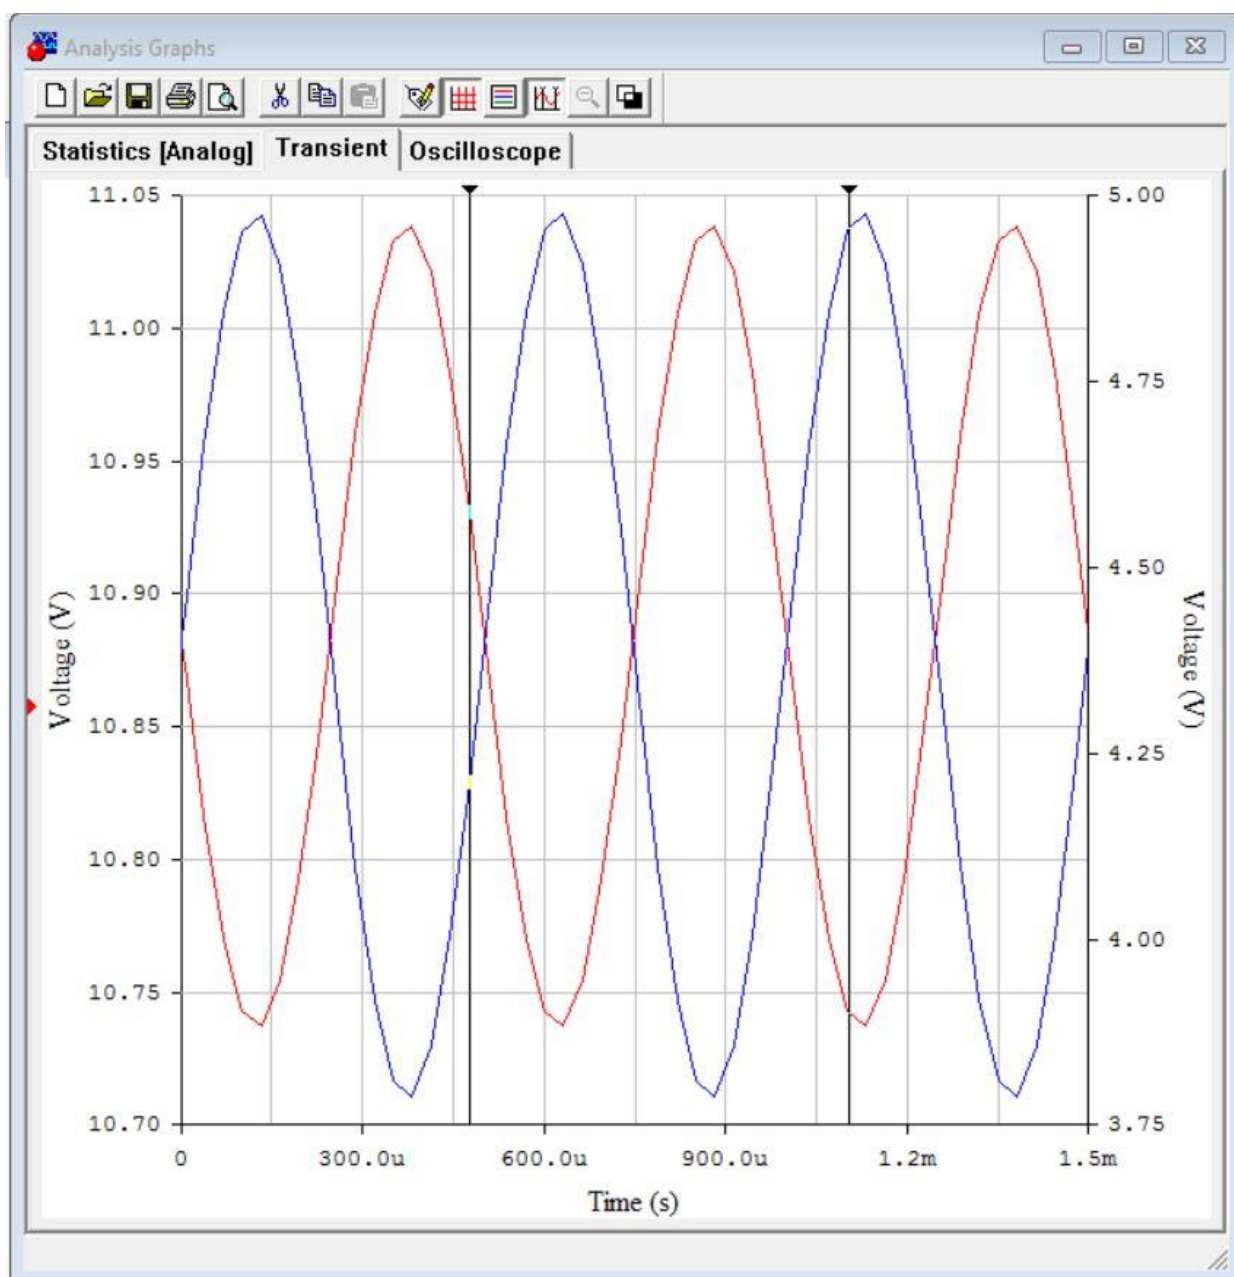 Analysis Graphs
Statistics [Analog] Transient Oscilloscope
11.05 5.00
11.00
4.75
10.95
4.50
10.90
Voltage (V) Voltage (V)
10.85
4.25
10.80
4.00
10.75
10.70 3.75
0 300.0u 600.0u 900.0u 1.2m 1.5m
Time (s)